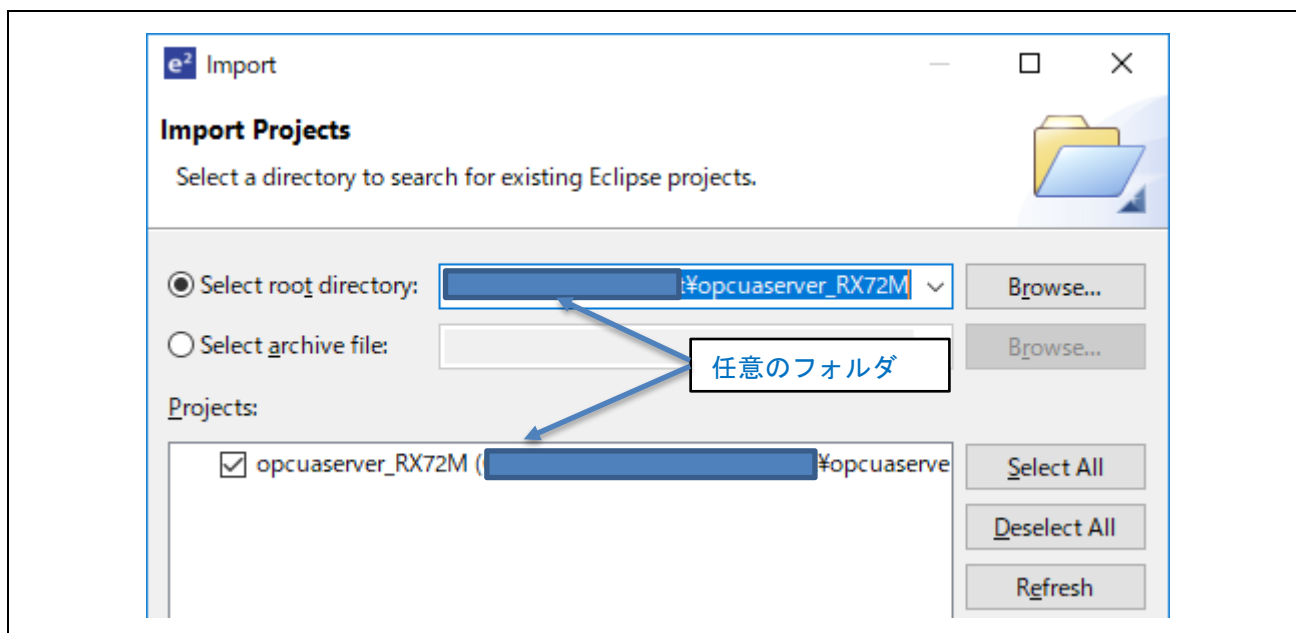 e² Import
Import Projects
Select a directory to search for existing Eclipse projects.
Select root directory: ¥opcuaserver_RX72M Browse...
Select archive file: Browse...
任意のフォルダ
Projects:
opcuaserver_RX72M ( ¥opcuaserve Select All
Deselect All
Refresh